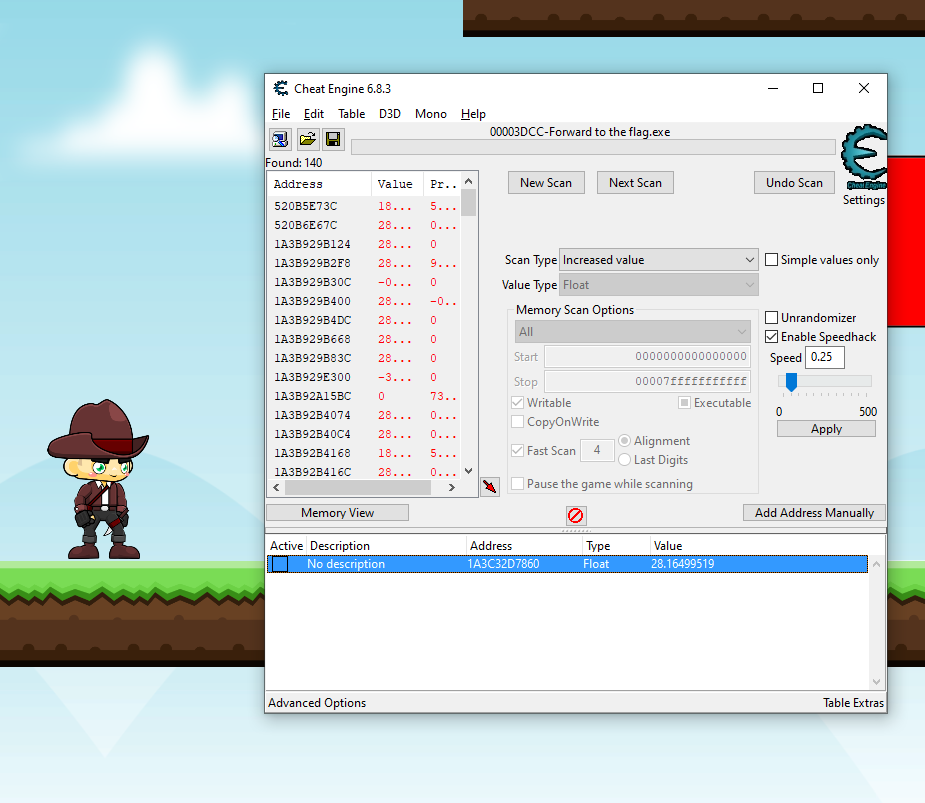 Cheat Engine 6.8.3
File Edit Table D3D Mono Help
00003DCC-Forward to the flag.exe
Found: 140
Cheat Engine
Settings
Address Value Pr..
520B5E73C 18... 5...
520B6E67C 28... 0...
1A3B929B124 28... 0
1A3B929B2F8 28... 9...
1A3B929B30C -0... 0
1A3B929B400 28... -0..
1A3B929B4DC 28... 0
1A3B929B668 28... 0
1A3B929B83C 28... 0
1A3B929E300 -3... 0
1A3B92A15BC 0 73..
1A3B92B4074 28... 0...
1A3B92B40C4 28... 0...
1A3B92B4168 18... 5...
1A3B92B416C 28... 0...
New Scan Next Scan Undo Scan
Scan Type Increased value Simple values only
Value Type Float
Memory Scan Options
All
Start 0000000000000000
Stop 00007fffffffffff
Writable Executable
CopyOnWrite
Fast Scan 4 Alignment
Last Digits
Pause the game while scanning
Unrandomizer
Enable Speedhack
Speed 0.25
0 500
Apply
Memory View Add Address Manually
Active Description Address Type Value
No description 1A3C32D7860 Float 28.16499519
Advanced Options Table Extras